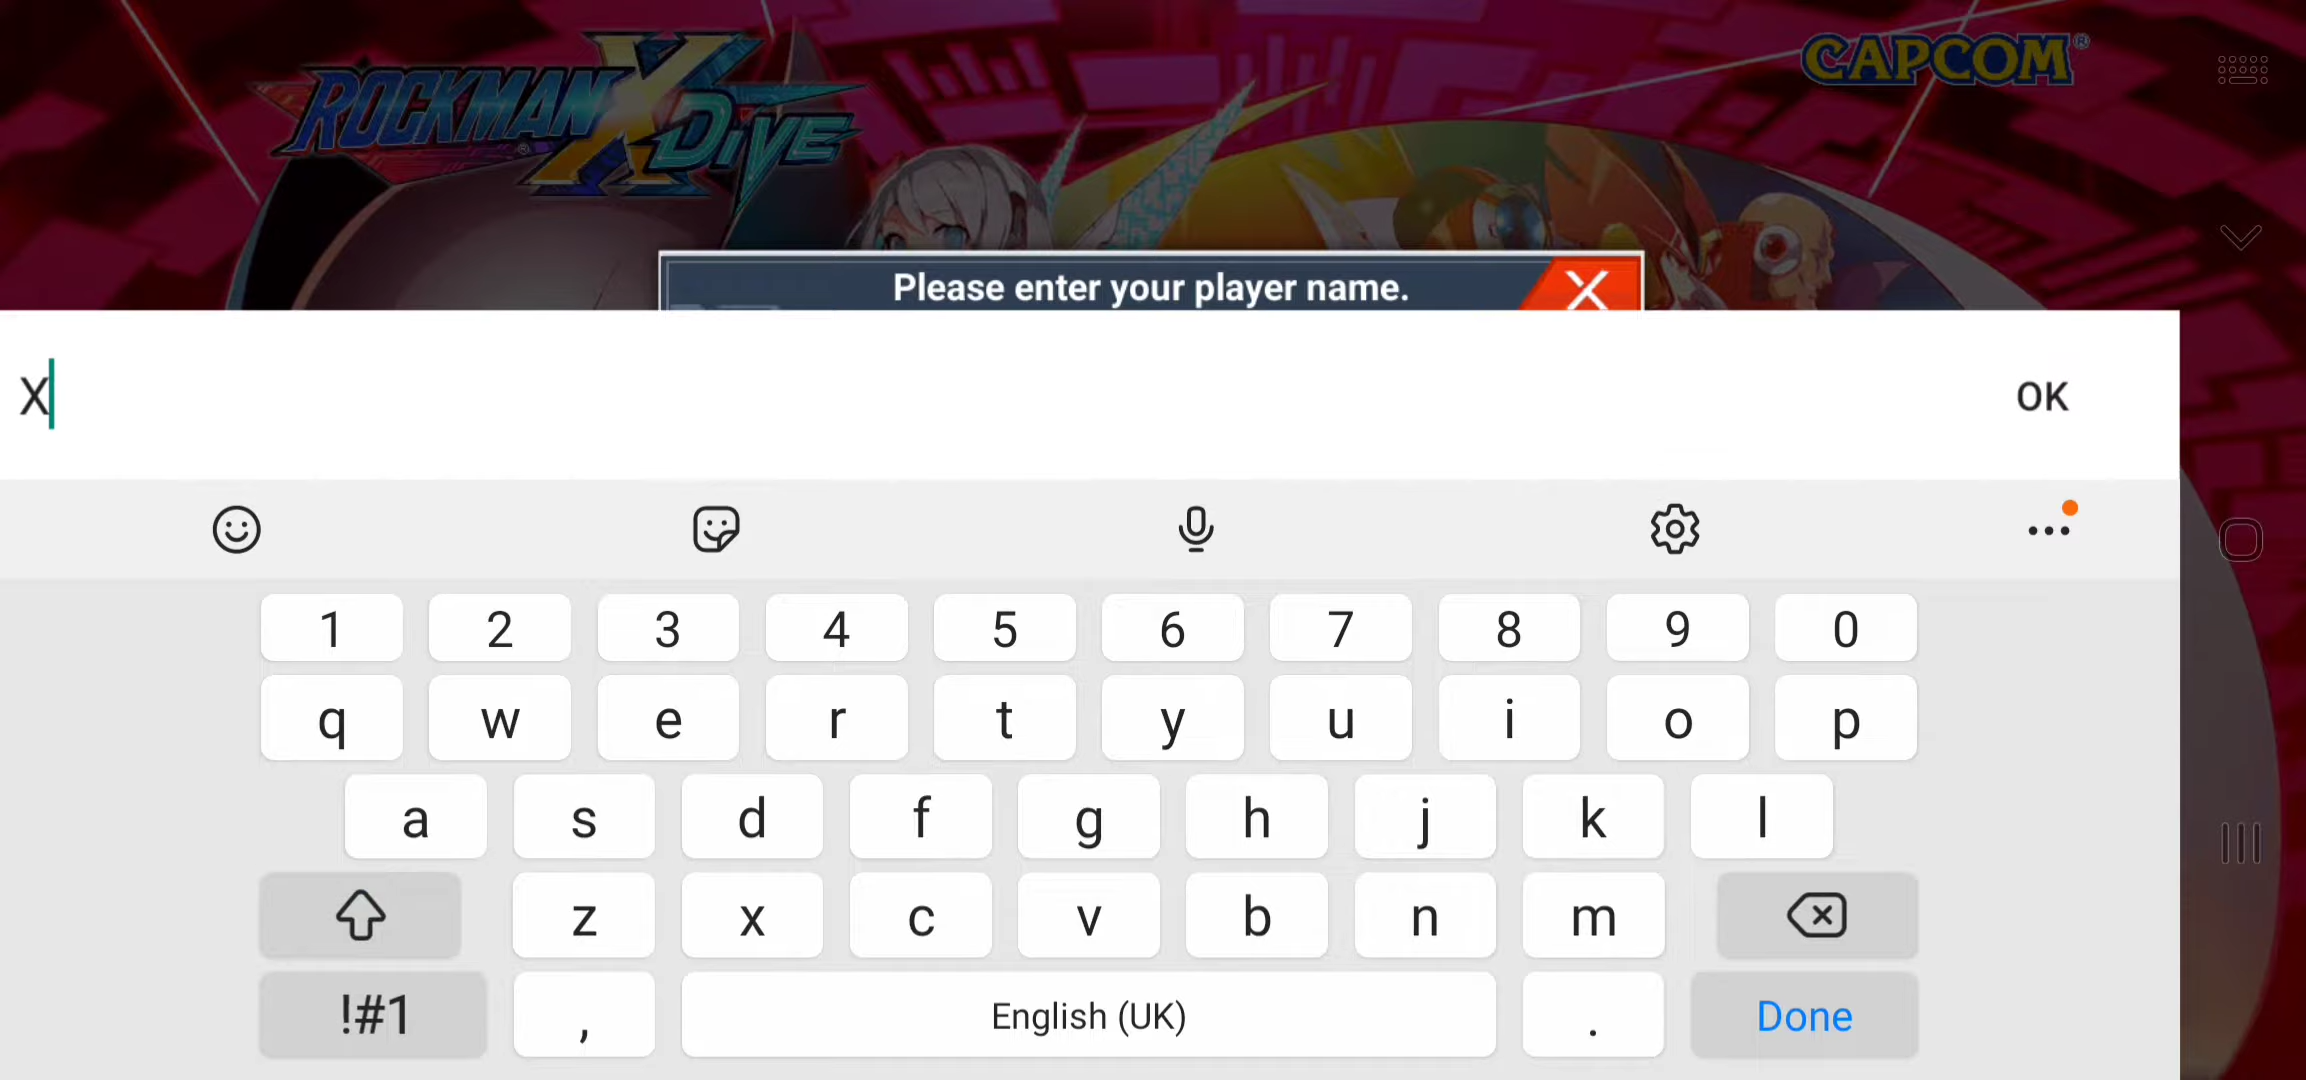 ROCKMAN X DiVE
CAPCOM®
Please enter your player name.
X
OK
1 2 3 4 5 6 7 8 9 0
q w e r t y u i o p
a s d f g h j k l
z x c v b n m
!#1 , English (UK) . Done